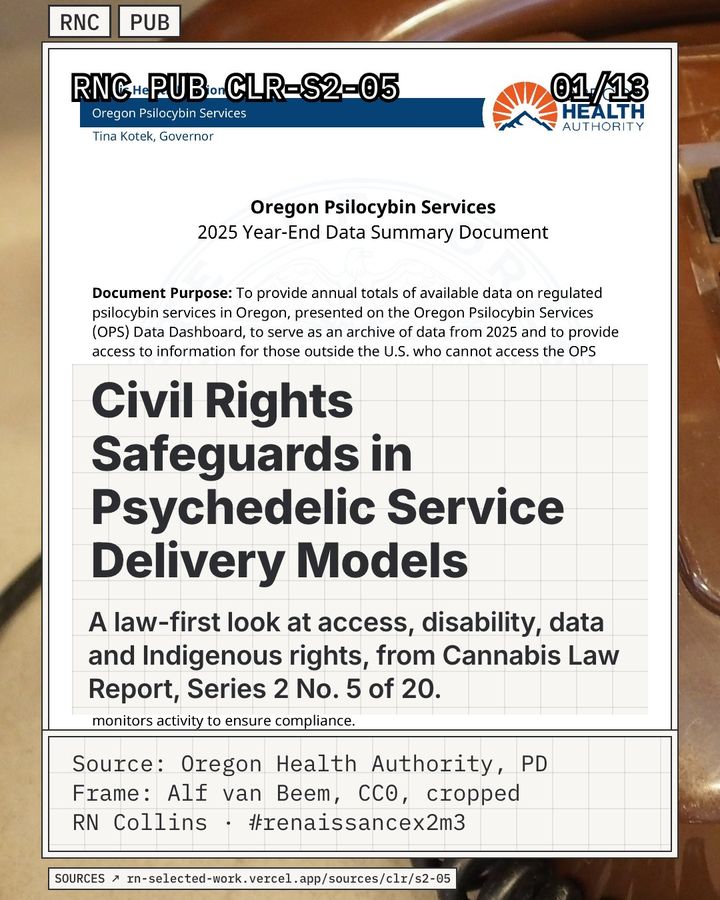 RNC PUB
RNC PUB CLR-S2-05 01/13
Oregon Psilocybin Services
HEALTH
AUTHORITY
Tina Kotek, Governor
Oregon Psilocybin Services
2025 Year-End Data Summary Document
Document Purpose: To provide annual totals of available data on regulated
psilocybin services in Oregon, presented on the Oregon Psilocybin Services
(OPS) Data Dashboard, to serve as an archive of data from 2025 and to provide
access to information for those outside the U.S. who cannot access the OPS
Civil Rights
Safeguards in
Psychedelic Service
Delivery Models
A law-first look at access, disability, data
and Indigenous rights, from Cannabis Law
Report, Series 2 No. 5 of 20.
monitors activity to ensure compliance.
Source: Oregon Health Authority, PD
Frame: Alf van Beem, CC0, cropped
RN Collins · #renaissancex2m3
SOURCES ↗ rn-selected-work.vercel.app/sources/clr/s2-05